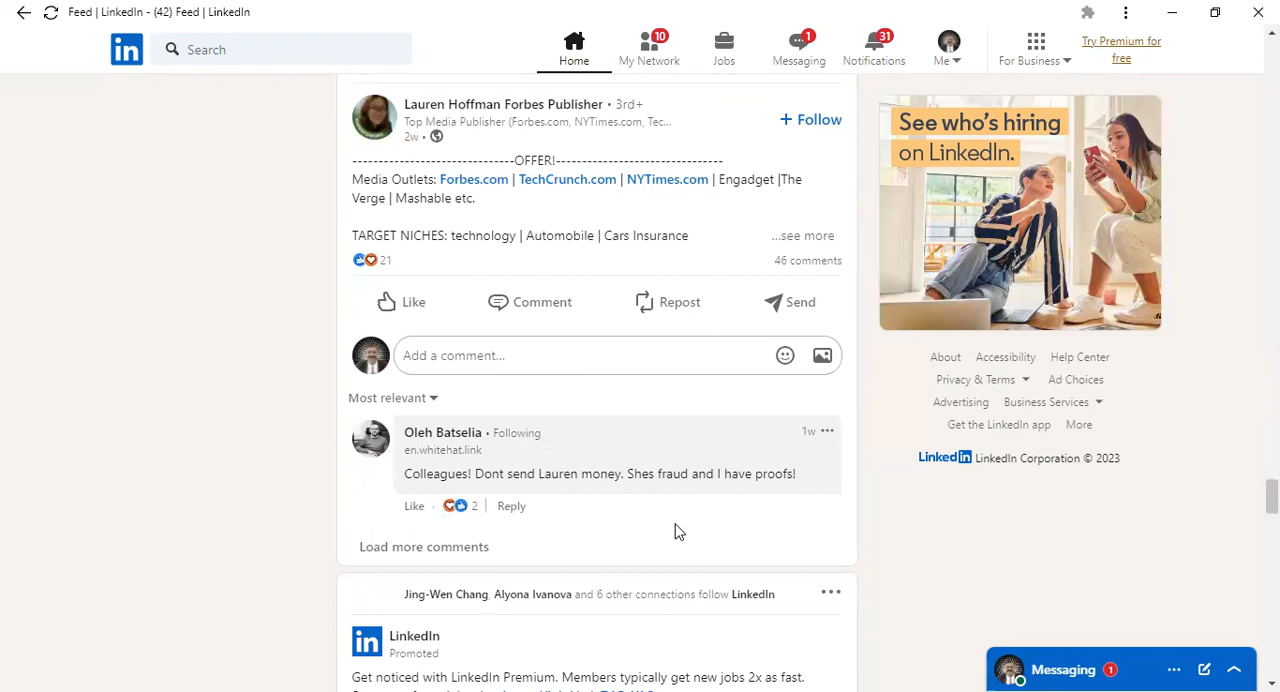 Feed | LinkedIn - (42) Feed | LinkedIn
in
Search
10
1
31
Home
My Network
Jobs
Messaging
Notifications
Me
For Business
Try Premium for
free
Lauren Hoffman Forbes Publisher • 3rd+
Top Media Publisher (Forbes.com, NYTimes.com, Tec...
2w •
+ Follow
---------------------------OFFER!----------------------------
Media Outlets: Forbes.com | TechCrunch.com | NYTimes.com | Engadget |The
Verge | Mashable etc.
TARGET NICHES: technology | Automobile | Cars Insurance
...see more
21
46 comments
Like
Comment
Repost
Send
Add a comment...
Most relevant
Oleh Batselia • Following
1w
en.whitehat.link
Colleagues! Dont send Lauren money. Shes fraud and I have proofs!
Like · 2 | Reply
Load more comments
Jing-Wen Chang, Alyona Ivanova and 6 other connections follow LinkedIn
in
LinkedIn
Promoted
noticed with LinkedIn Premium. Members typically get new jobs 2x as fast.
See who's hiring
on LinkedIn.
About Accessibility Help Center
Privacy & Terms Ad Choices
Advertising Business Services
Get the LinkedIn app More
LinkedIn LinkedIn Corporation © 2023
Messaging 1